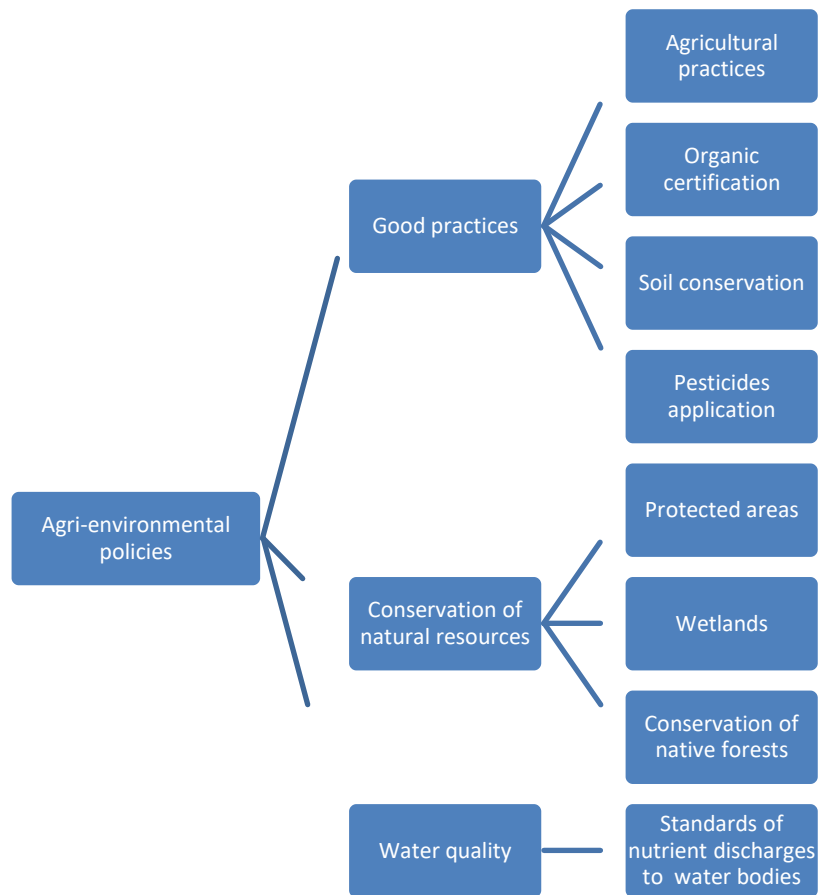 Agri-environmental
policies
Good practices
Agricultural
practices
Organic
certification
Soil conservation
Pesticides
application
Conservation of
natural resources
Protected areas
Wetlands
Conservation of
native forests
Water quality
Standards of
nutrient discharges
to water bodies